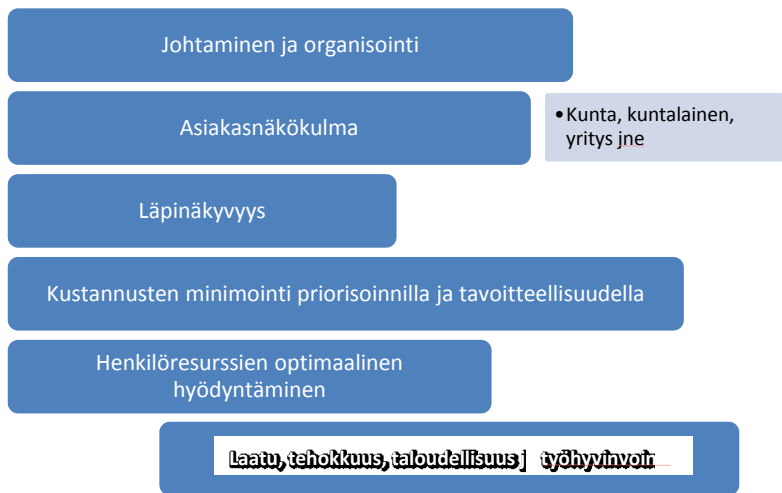 Johtaminen ja organisointi
Asiakasnäkökulma
•Kunta, kuntalainen,
yritys jne
Läpinäkyvyys
Kustannusten minimointi priorisoinnilla ja tavoitteellisuudella
Henkilöresurssien optimaalinen
hyödyntäminen
Laatu, tehokkuus, taloudellisuus j työhyvinvoin